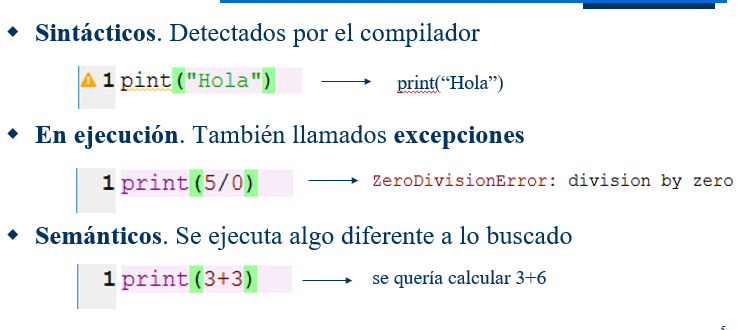 ◆ Sintácticos. Detectados por el compilador
1 pint("Hola") print(“Hola”)
◆ En ejecución. También llamados excepciones
1 print(5/0) ZeroDivisionError: division by zero
◆ Semánticos. Se ejecuta algo diferente a lo buscado
1 print(3+3) se quería calcular 3+6